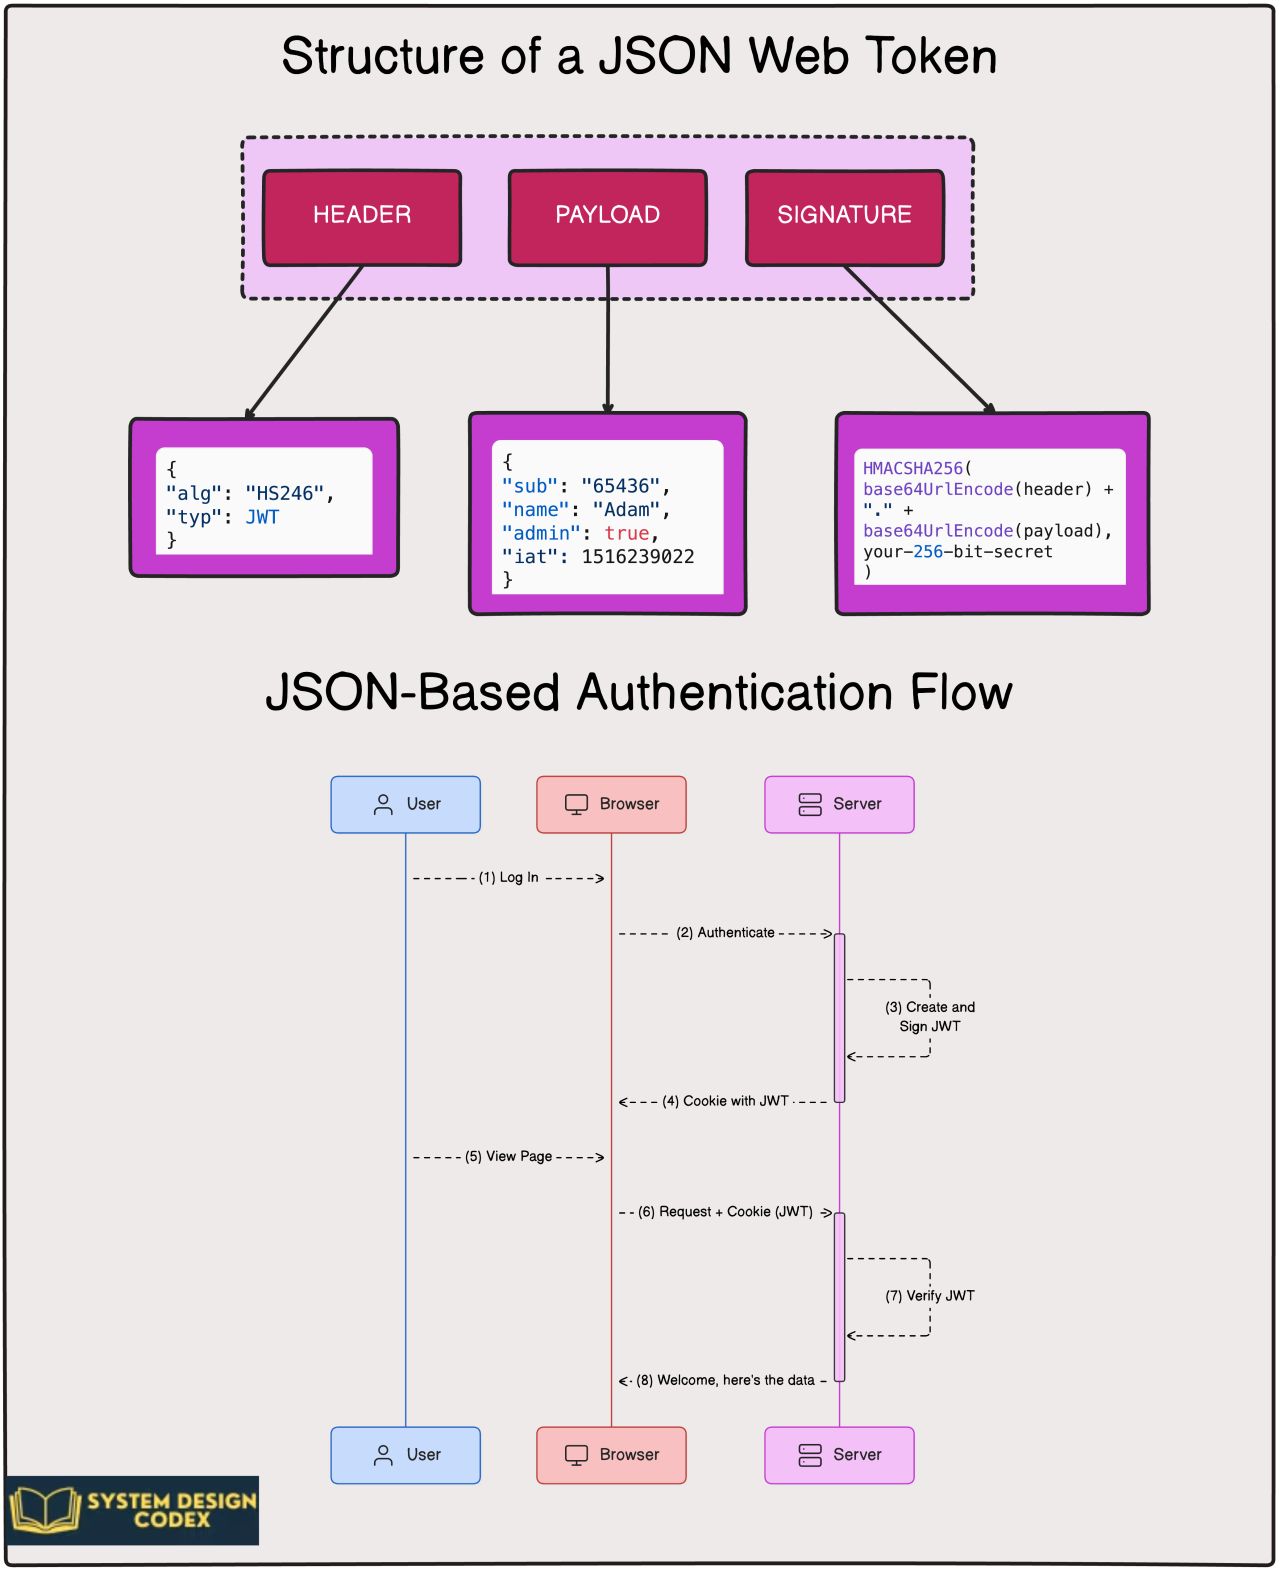 Structure of a JSON Web Token
HEADER
PAYLOAD
SIGNATURE
{
"alg": "HS246",
"typ": JWT
}
{
"sub": "65436",
"name": "Adam",
"admin": true,
"iat": 1516239022
}
HMACSHA256(
base64UrlEncode(header) +
"." +
base64UrlEncode(payload),
your-256-bit-secret
)
JSON-Based Authentication Flow
User
Browser
Server
(1) Log In
(2) Authenticate
(3) Create and
Sign JWT
(4) Cookie with JWT
(5) View Page
(6) Request + Cookie (JWT)
(7) Verify JWT
(8) Welcome, here's the data
User
Browser
Server
SYSTEM DESIGN
CODEX